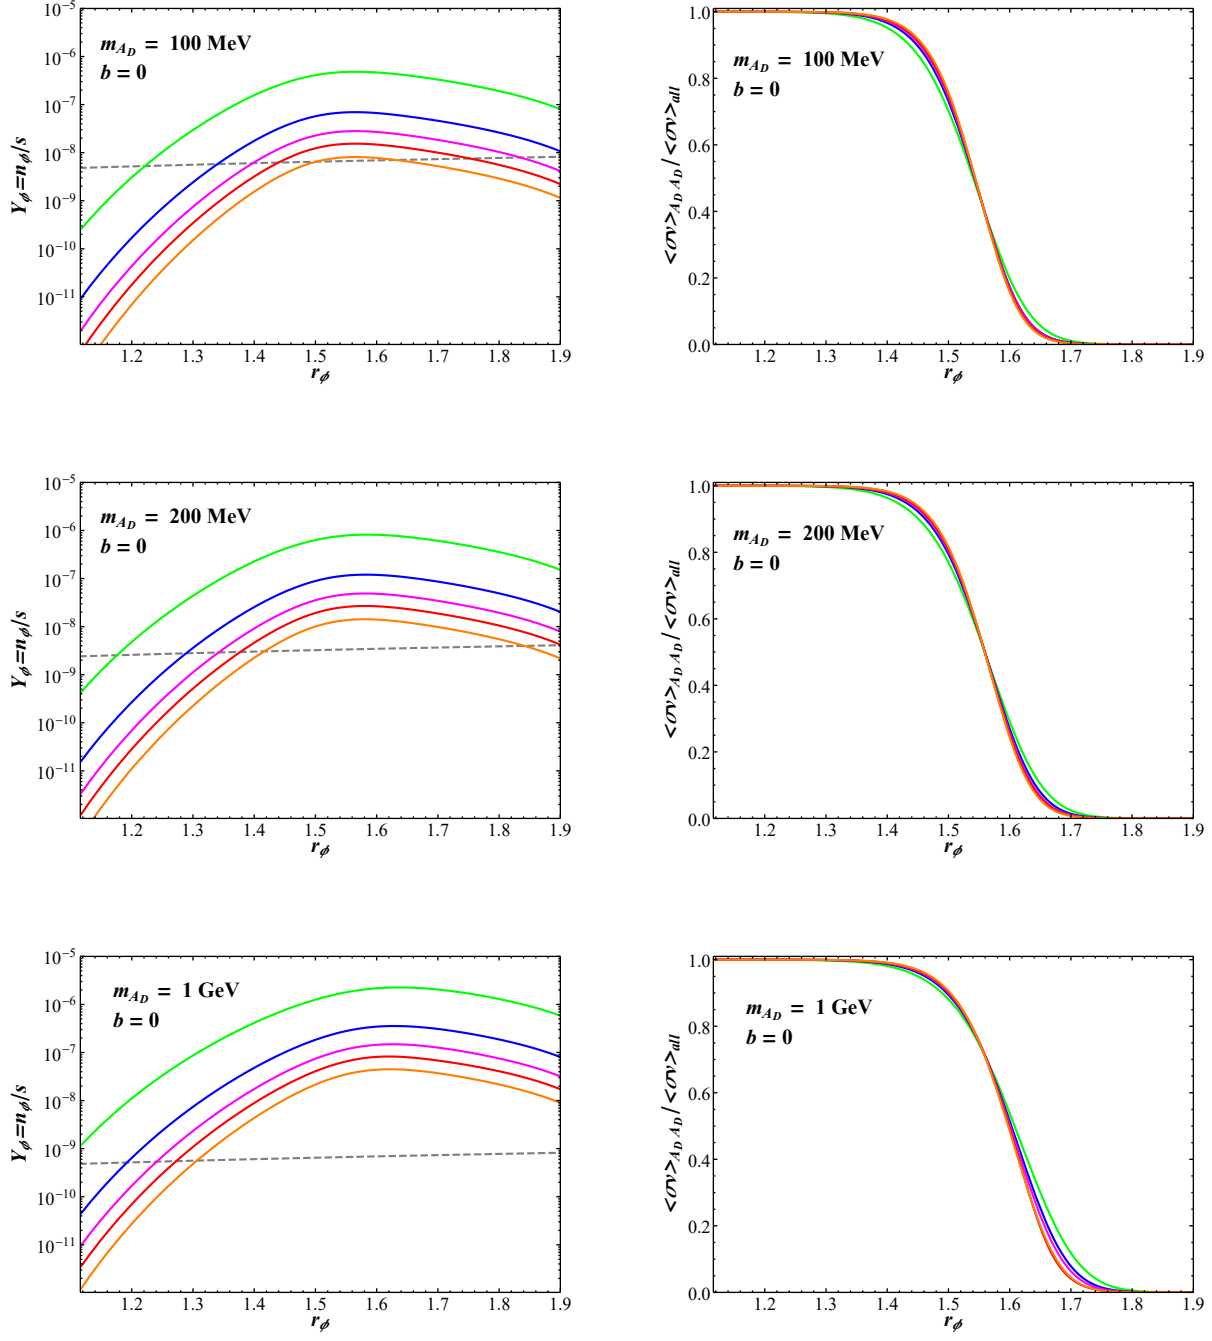 10⁻⁵
10⁻⁶
10⁻⁷
10⁻⁸
10⁻⁹
10⁻¹⁰
10⁻¹¹
Y_ϕ=n_ϕ/s
m_{A_D} = 100 MeV
b = 0
1.2 1.3 1.4 1.5 1.6 1.7 1.8 1.9
r_ϕ
1.0
0.8
0.6
0.4
0.2
0.0
<σv>_{A_D A_D} / <σv>_{all}
m_{A_D} = 100 MeV
b = 0
1.2 1.3 1.4 1.5 1.6 1.7 1.8 1.9
r_ϕ
10⁻⁵
10⁻⁶
10⁻⁷
10⁻⁸
10⁻⁹
10⁻¹⁰
10⁻¹¹
Y_ϕ=n_ϕ/s
m_{A_D} = 200 MeV
b = 0
1.2 1.3 1.4 1.5 1.6 1.7 1.8 1.9
r_ϕ
1.0
0.8
0.6
0.4
0.2
0.0
<σv>_{A_D A_D} / <σv>_{all}
m_{A_D} = 200 MeV
b = 0
1.2 1.3 1.4 1.5 1.6 1.7 1.8 1.9
r_ϕ
10⁻⁵
10⁻⁶
10⁻⁷
10⁻⁸
10⁻⁹
10⁻¹⁰
10⁻¹¹
Y_ϕ=n_ϕ/s
m_{A_D} = 1 GeV
b = 0
1.2 1.3 1.4 1.5 1.6 1.7 1.8 1.9
r_ϕ
1.0
0.8
0.6
0.4
0.2
0.0
<σv>_{A_D A_D} / <σv>_{all}
m_{A_D} = 1 GeV
b = 0
1.2 1.3 1.4 1.5 1.6 1.7 1.8 1.9
r_ϕ